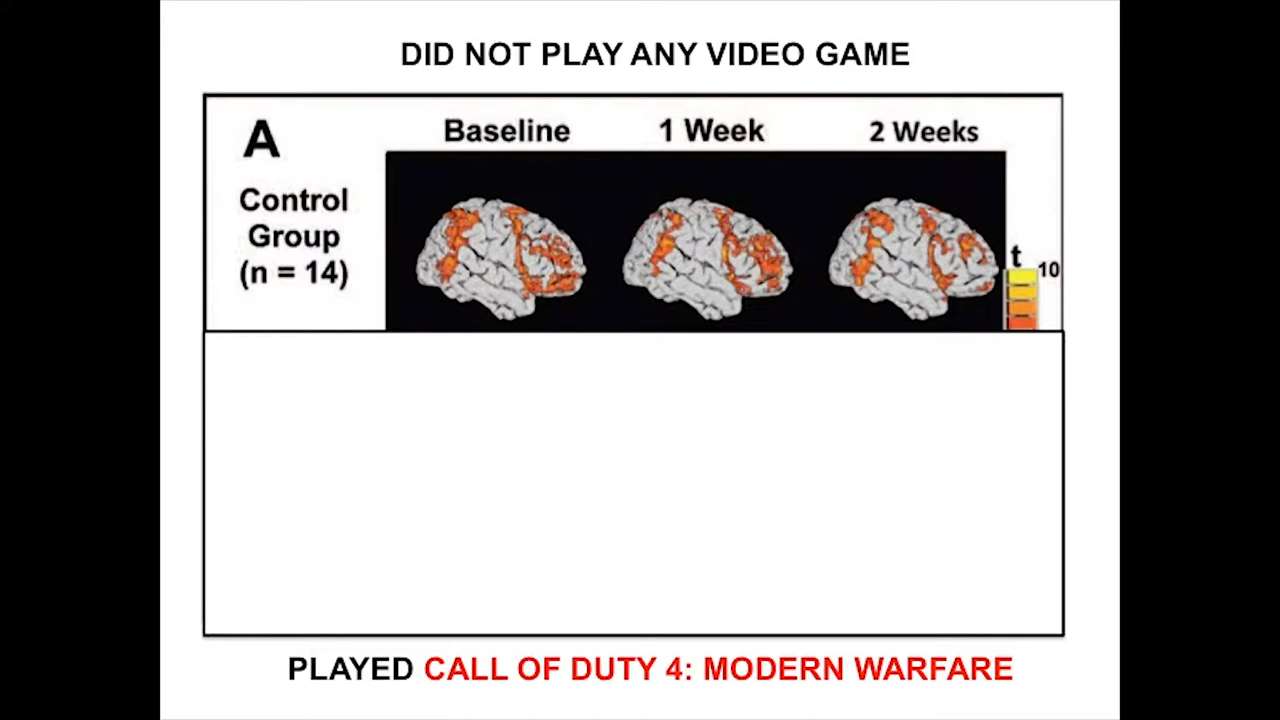 DID NOT PLAY ANY VIDEO GAME
A
Baseline 1 Week 2 Weeks
Control
Group
(n = 14)
t
10
PLAYED CALL OF DUTY 4: MODERN WARFARE